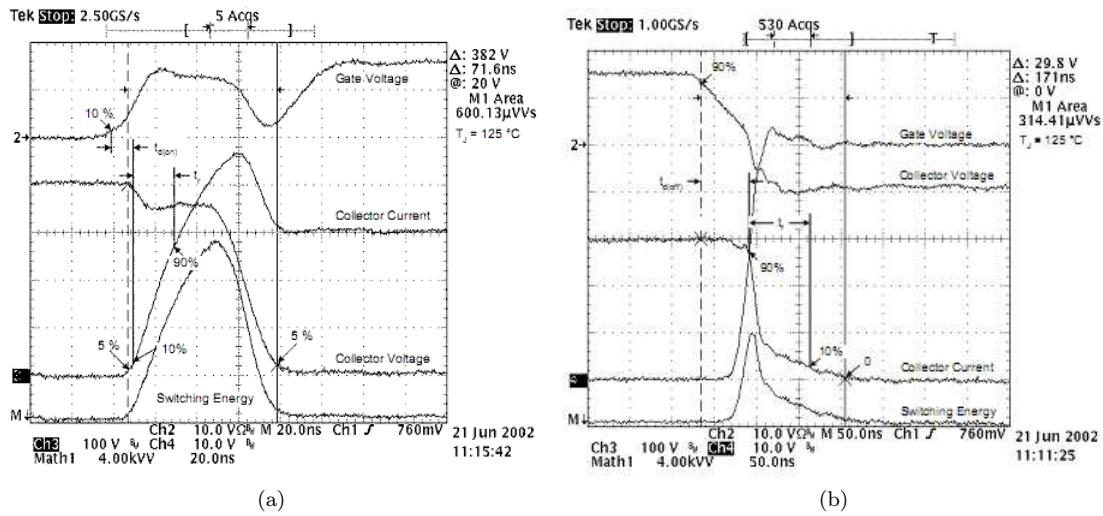 Tek Stop: 2.50GS/s 5 Acqs
Δ: 382 V
Δ: 71.6ns
@: 20 V
M1 Area
600.13μVVs
TJ = 125 °C
Gate Voltage
10 %
2
td(on)
tr
Collector Current
90%
5 %
10%
5 %
Collector Voltage
Switching Energy
3
M
Ch2 10.0 VΩ M 20.0ns Ch1 760mV
Ch3 100 V Ch4 10.0 V
Math1 4.00kVV 20.0ns
21 Jun 2002
11:15:42
(a)
Tek Stop: 1.00GS/s 530 Acqs
T
Δ: 29.8 V
Δ: 171ns
@: 0 V
M1 Area
314.41μVVs
TJ = 125°C
90%
2
Gate Voltage
Collector Voltage
td(off)
tf
90%
10%
0
Collector Current
4
Switching Energy
M
Ch2 10.0 VΩ M 50.0ns Ch1 760mV
Ch3 100 V Ch4 10.0 V
Math1 4.00kVV 50.0ns
21 Jun 2002
11:11:25
(b)